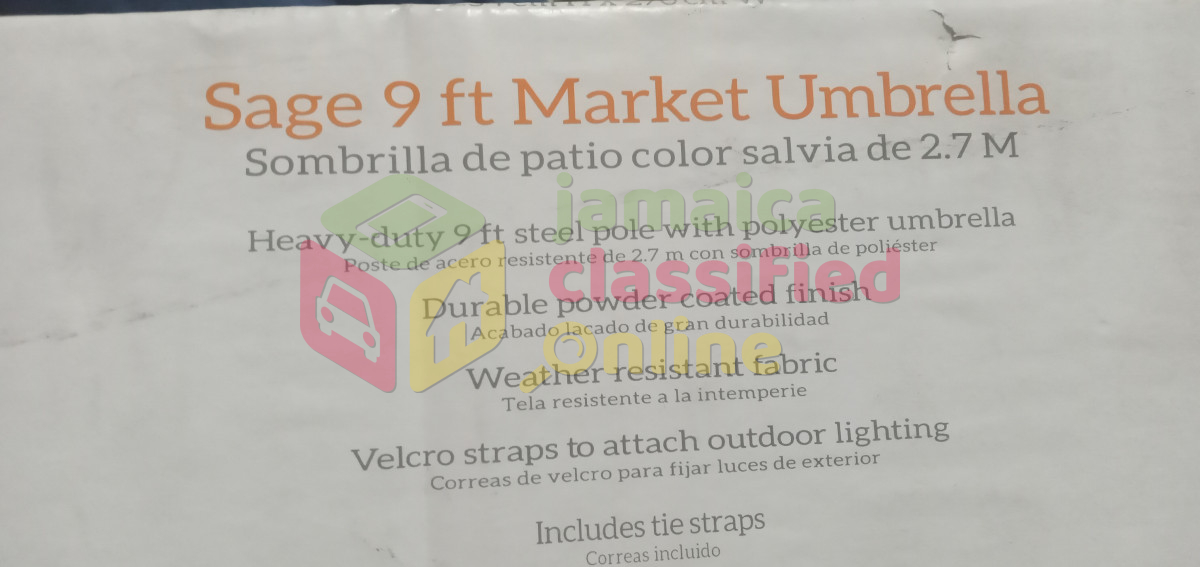 Sage 9 ft Market Umbrella
Sombrilla de patio color salvia de 2.7 M
Heavy-duty 9 ft steel pole with polyester umbrella
Poste de acero resistente de 2.7 m con sombrilla de poliéster
Durable powder coated finish
Acabado lacado de gran durabilidad
Weather resistant fabric
Tela resistente a la intemperie
Velcro straps to attach outdoor lighting
Correas de velcro para fijar luces de exterior
Includes tie straps
Correas incluido
jamaica
classified
Online